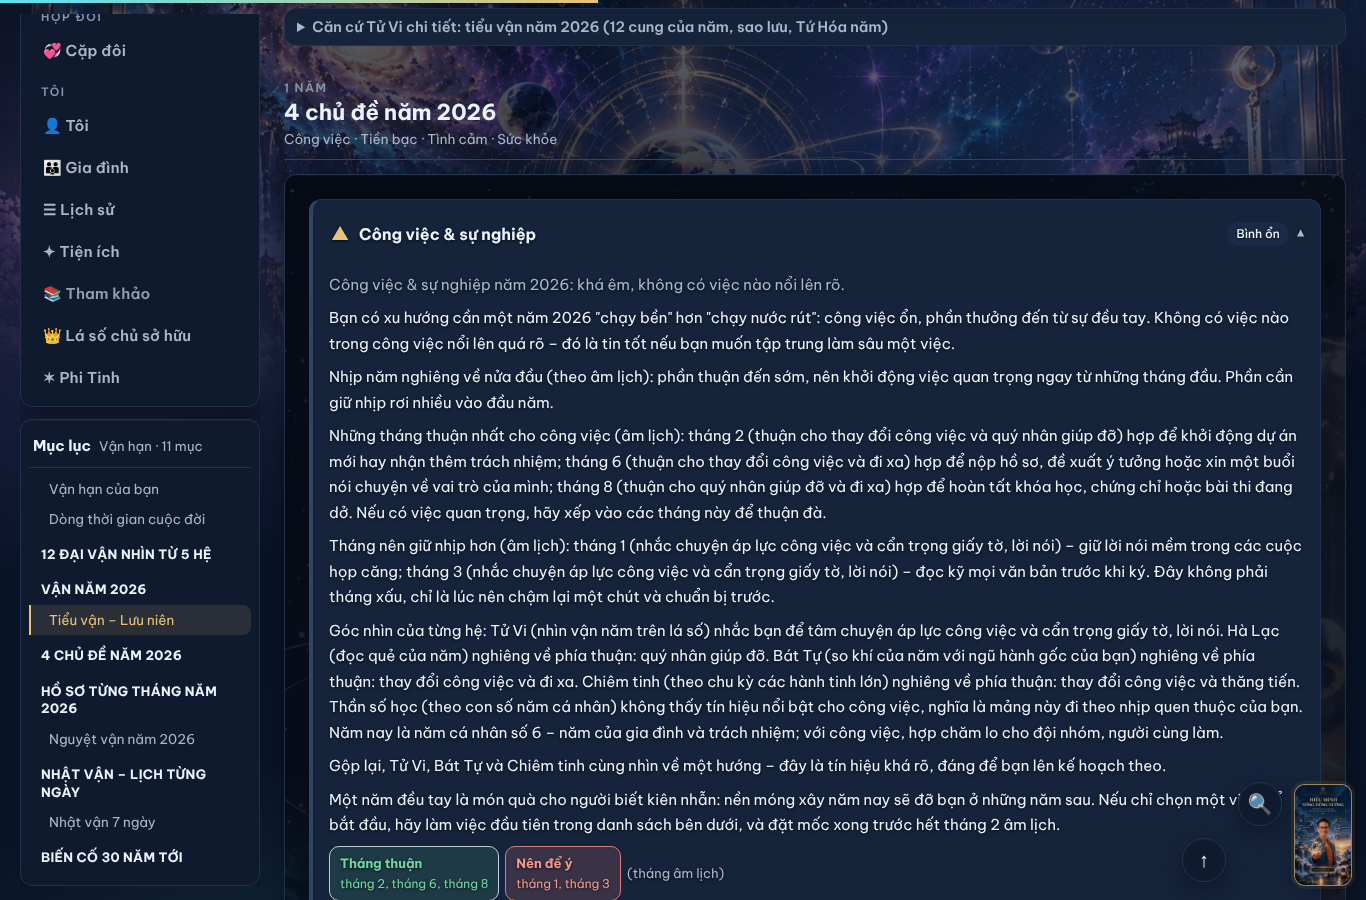 HỢP ĐÔI
💞 Cặp đôi
TÔI
👤 Tôi
👪 Gia đình
☰ Lịch sử
✦ Tiện ích
📚 Tham khảo
👑 Lá số chủ sở hữu
✶ Phi Tinh
Mục lục Vận hạn · 11 mục
Vận hạn của bạn
Dòng thời gian cuộc đời
12 ĐẠI VẬN NHÌN TỪ 5 HỆ
VẬN NĂM 2026
Tiểu vận – Lưu niên
4 CHỦ ĐỀ NĂM 2026
HỒ SƠ TỪNG THÁNG NĂM
2026
Nguyệt vận năm 2026
NHẬT VẬN – LỊCH TỪNG
NGÀY
Nhật vận 7 ngày
BIẾN CỐ 30 NĂM TỚI
▶ Căn cứ Tử Vi chi tiết: tiểu vận năm 2026 (12 cung của năm, sao lưu, Tứ Hóa năm)
1 NĂM
4 chủ đề năm 2026
Công việc · Tiền bạc · Tình cảm · Sức khỏe
Công việc & sự nghiệp
Bình ổn ▲
Công việc & sự nghiệp năm 2026: khá êm, không có việc nào nổi lên rõ.
Bạn có xu hướng cần một năm 2026 "chạy bền" hơn "chạy nước rút": công việc ổn, phần thưởng đến từ sự đều tay. Không có việc nào
trong công việc nổi lên quá rõ – đó là tin tốt nếu bạn muốn tập trung làm sâu một việc.
Nhịp năm nghiêng về nửa đầu (theo âm lịch): phần thuận đến sớm, nên khởi động việc quan trọng ngay từ những tháng đầu. Phần cần
giữ nhịp rơi nhiều vào đầu năm.
Những tháng thuận nhất cho công việc (âm lịch): tháng 2 (thuận cho thay đổi công việc và quý nhân giúp đỡ) hợp để khởi động dự án
mới hay nhận thêm trách nhiệm; tháng 6 (thuận cho thay đổi công việc và đi xa) hợp để nộp hồ sơ, đề xuất ý tưởng hoặc xin một buổi
nói chuyện về vai trò của mình; tháng 8 (thuận cho quý nhân giúp đỡ và đi xa) hợp để hoàn tất khóa học, chứng chỉ hoặc bài thi đang
dở. Nếu có việc quan trọng, hãy xếp vào các tháng này để thuận đà.
Tháng nên giữ nhịp hơn (âm lịch): tháng 1 (nhắc chuyện áp lực công việc và cẩn trọng giấy tờ, lời nói) – giữ lời nói mềm trong các cuộc
họp căng; tháng 3 (nhắc chuyện áp lực công việc và cẩn trọng giấy tờ, lời nói) – đọc kỹ mọi văn bản trước khi ký. Đây không phải
tháng xấu, chỉ là lúc nên chậm lại một chút và chuẩn bị trước.
Góc nhìn của từng hệ: Tử Vi (nhìn vận năm trên lá số) nhắc bạn để tâm chuyện áp lực công việc và cẩn trọng giấy tờ, lời nói. Hà Lạc
(đọc quẻ của năm) nghiêng về phía thuận: quý nhân giúp đỡ. Bát Tự (so khí của năm với ngũ hành gốc của bạn) nghiêng về phía
thuận: thay đổi công việc và đi xa. Chiêm tinh (theo chu kỳ các hành tinh lớn) nghiêng về phía thuận: thay đổi công việc và thăng tiến.
Thần số học (theo con số năm cá nhân) không thấy tín hiệu nổi bật cho công việc, nghĩa là mảng này đi theo nhịp quen thuộc của bạn.
Năm nay là năm cá nhân số 6 – năm của gia đình và trách nhiệm; với công việc, hợp chăm lo cho đội nhóm, người cùng làm.
Gộp lại, Tử Vi, Bát Tự và Chiêm tinh cùng nhìn về một hướng – đây là tín hiệu khá rõ, đáng để bạn lên kế hoạch theo.
Một năm đều tay là món quà cho người biết kiên nhẫn: nền móng xây năm nay sẽ đỡ bạn ở những năm sau. Nếu chỉ chọn một
bắt đầu, hãy làm việc đầu tiên trong danh sách bên dưới, và đặt mốc xong trước hết tháng 2 âm lịch.
Tháng thuận
tháng 2, tháng 6, tháng 8
Nên để ý
tháng 1, tháng 3
(tháng âm lịch)
↑